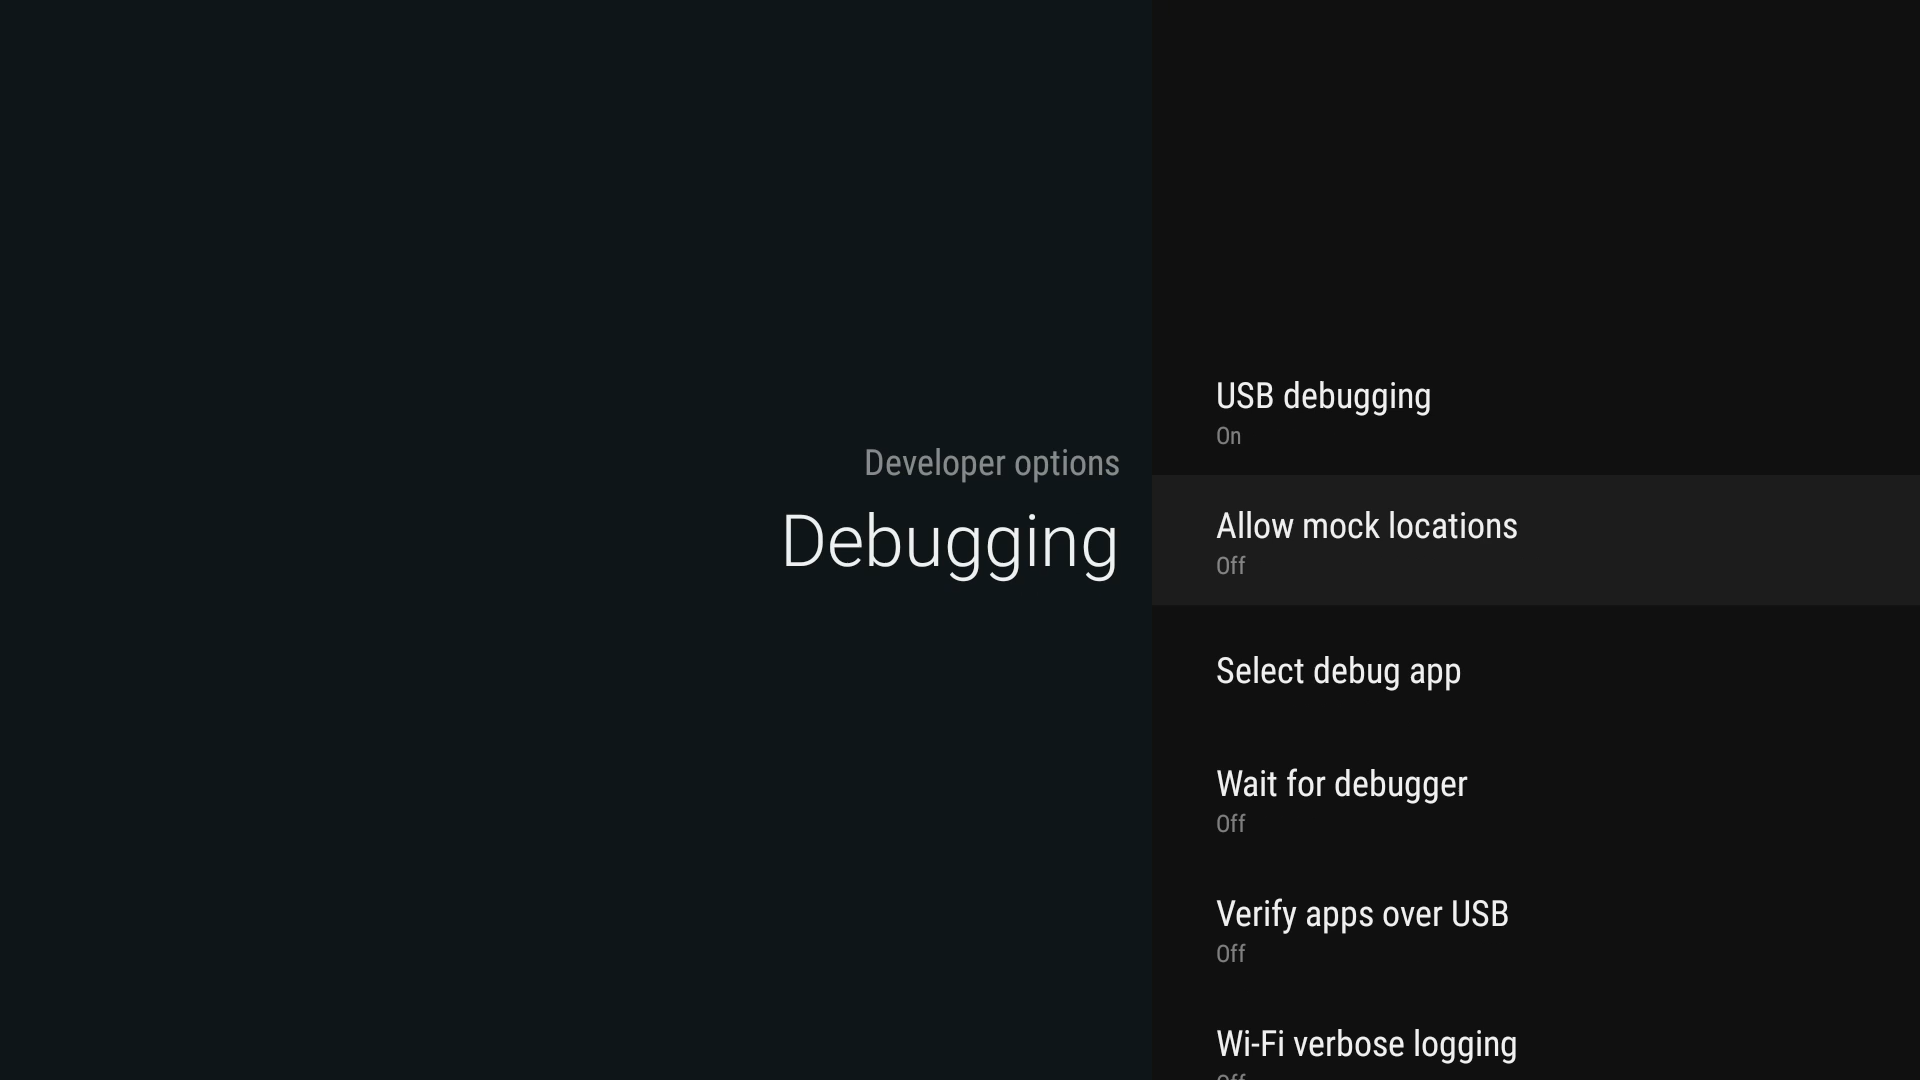 Developer options
Debugging
USB debugging
On
Allow mock locations
Off
Select debug app
Wait for debugger
Off
Verify apps over USB
Off
Wi-Fi verbose logging
Off